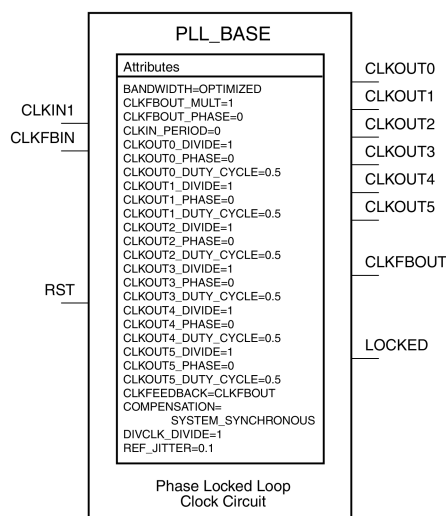 PLL_BASE
Attributes
BANDWIDTH=OPTIMIZED
CLKFBOUT_MULT=1
CLKFBOUT_PHASE=0
CLKIN_PERIOD=0
CLKOUT0_DIVIDE=1
CLKOUT0_PHASE=0
CLKOUT0_DUTY_CYCLE=0.5
CLKOUT1_DIVIDE=1
CLKOUT1_PHASE=0
CLKOUT1_DUTY_CYCLE=0.5
CLKOUT2_DIVIDE=1
CLKOUT2_PHASE=0
CLKOUT2_DUTY_CYCLE=0.5
CLKOUT3_DIVIDE=1
CLKOUT3_PHASE=0
CLKOUT3_DUTY_CYCLE=0.5
CLKOUT4_DIVIDE=1
CLKOUT4_PHASE=0
CLKOUT4_DUTY_CYCLE=0.5
CLKOUT5_DIVIDE=1
CLKOUT5_PHASE=0
CLKOUT5_DUTY_CYCLE=0.5
CLKFEEDBACK=CLKFBOUT
COMPENSATION=
SYSTEM_SYNCHRONOUS
DIVCLK_DIVIDE=1
REF_JITTER=0.1
CLKIN1
CLKFBIN
RST
CLKOUT0
CLKOUT1
CLKOUT2
CLKOUT3
CLKOUT4
CLKOUT5
CLKFBOUT
LOCKED
Phase Locked Loop
Clock Circuit